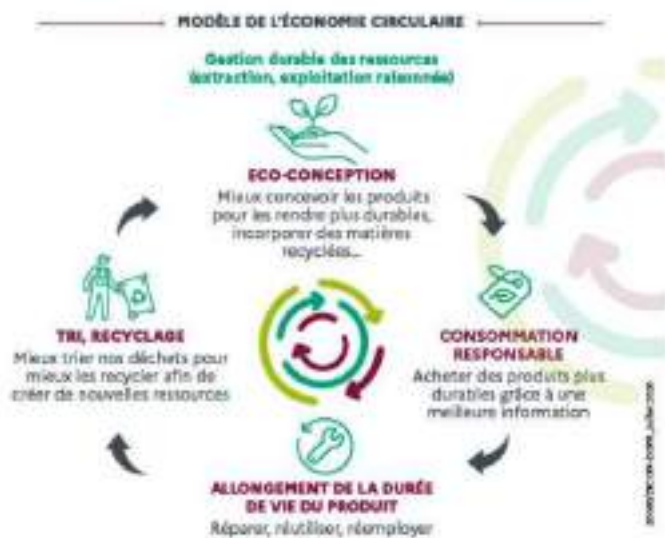 MODÈLE DE L'ÉCONOMIE CIRCULAIRE
Gestion durable des ressources
(extraction, exploitation raisonnée)
ECO-CONCEPTION
Mieux concevoir les produits
pour les rendre plus durables,
incorporer des matières
recyclées...
TRI, RECYCLAGE
Mieux trier nos déchets pour
mieux les recycler afin de
créer de nouvelles ressources
CONSOMMATION
RESPONSABLE
Acheter des produits plus
durables grâce à une
meilleure information
ALLONGEMENT DE LA DURÉE
DE VIE DU PRODUIT
Réparer, réutiliser, réemployer